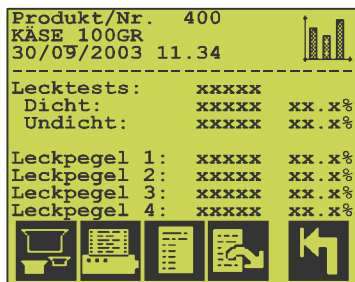 Produkt/Nr. 400
KÄSE 100GR
30/09/2003 11.34
Lecktests: xxxxx
Dicht: xxxxx xx.x%
Undicht: xxxxx xx.x%
Leckpegel 1: xxxxx xx.x%
Leckpegel 2: xxxxx xx.x%
Leckpegel 3: xxxxx xx.x%
Leckpegel 4: xxxxx xx.x%